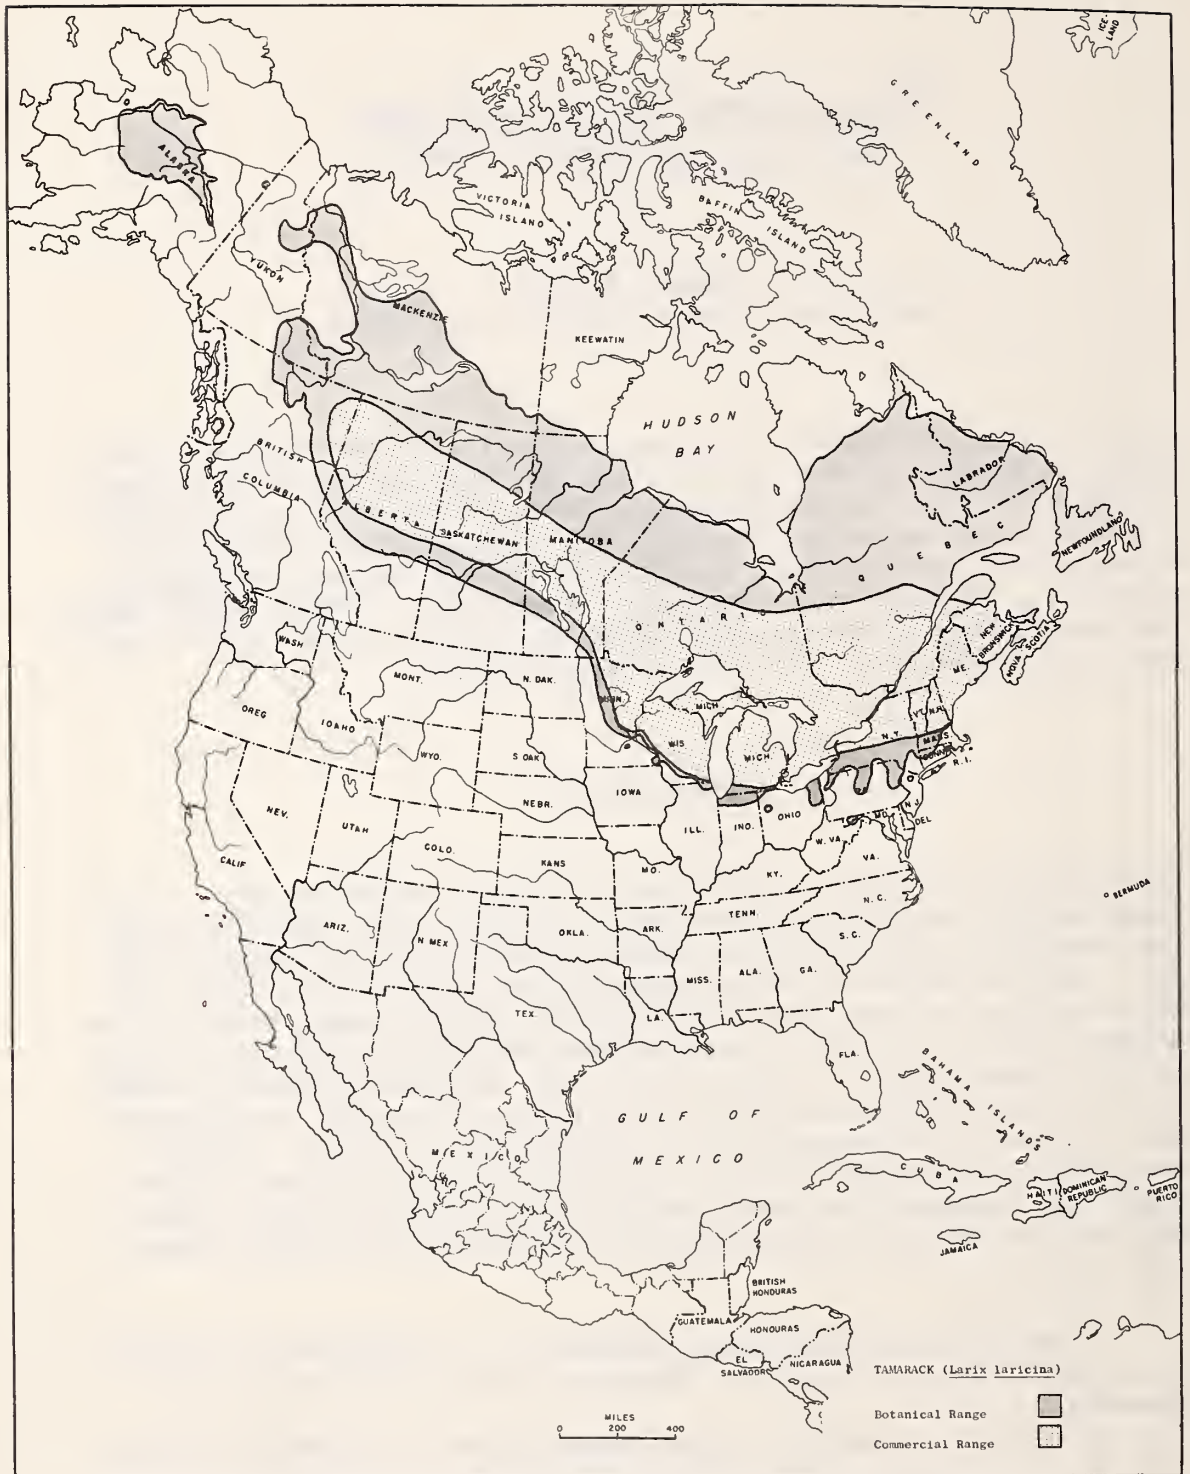 ICE-
LAND
GREENLAND
ALASKA
VICTORIA
ISLAND
BAFFIN
ISLAND
YUKON
MACKENZIE
KEEWATIN
HUDSON
BAY
BRITISH
COLUMBIA
ALBERTA
SASKATCHEWAN
MANITOBA
LABRADOR
QUEBEC
NEWFOUNDLAND
ONTARIO
NEW
BRUNSWICK
NOVA SCOTIA
ME.
WASH
MONT.
N. DAK.
MINN
MICH
OREG
IDAHO
WYO.
S DAK
WIS
MICH.
N.Y.
VT.
N.H.
MASS.
CONN.
R.I.
NEV.
UTAH
COLO.
NEBR.
IOWA
ILL.
IND.
OHIO
N.J.
MD.
DEL
W. VA.
VA.
CALIF
KANS
MO.
KY.
N. C.
TENN.
BERMUDA
ARIZ.
N MEX
OKLA.
ARK.
S. C.
MISS.
ALA.
GA.
TEX.
LA.
FLA.
BAHAMA ISLANDS
GULF OF
MEXICO
MEXICO
CUBA
HAITI
DOMINICAN
REPUBLIC
PUERTO
RICO
JAMAICA
BRITISH
HONDURAS
GUATEMALA
HONDURAS
EL
SALVADOR
NICARAGUA
TAMARACK (Larix laricina)
Botanical Range
Commercial Range
MILES
0 200 400